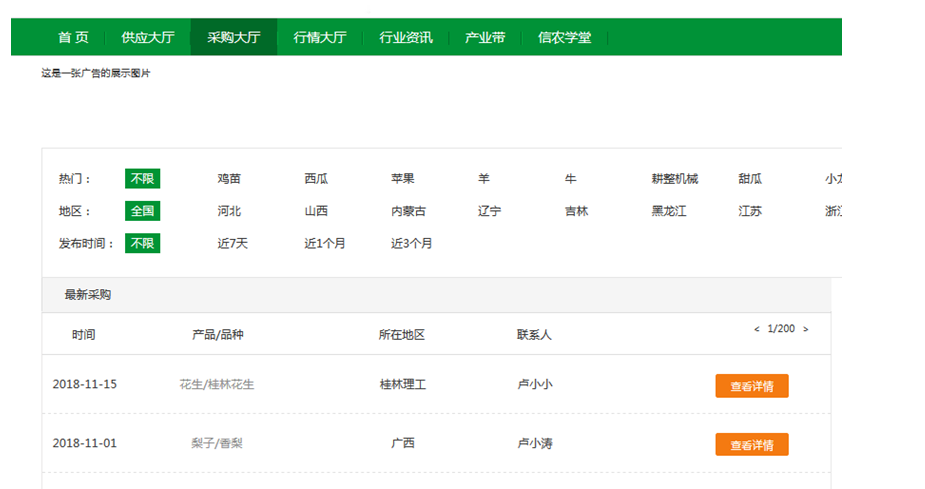 首 页 供应大厅 采购大厅 行情大厅 行业资讯 产业带 信农学堂
这是一张广告的展示图片
热门： 不限 鸡苗 西瓜 苹果 羊 牛 耕整机械 甜瓜 小
地区： 全国 河北 山西 内蒙古 辽宁 吉林 黑龙江 江苏 浙
发布时间： 不限 近7天 近1个月 近3个月
最新采购
时间 产品/品种 所在地区 联系人 < 1/200 >
2018-11-15 花生/桂林花生 桂林理工 卢小小 查看详情
2018-11-01 梨子/香梨 广西 卢小涛 查看详情